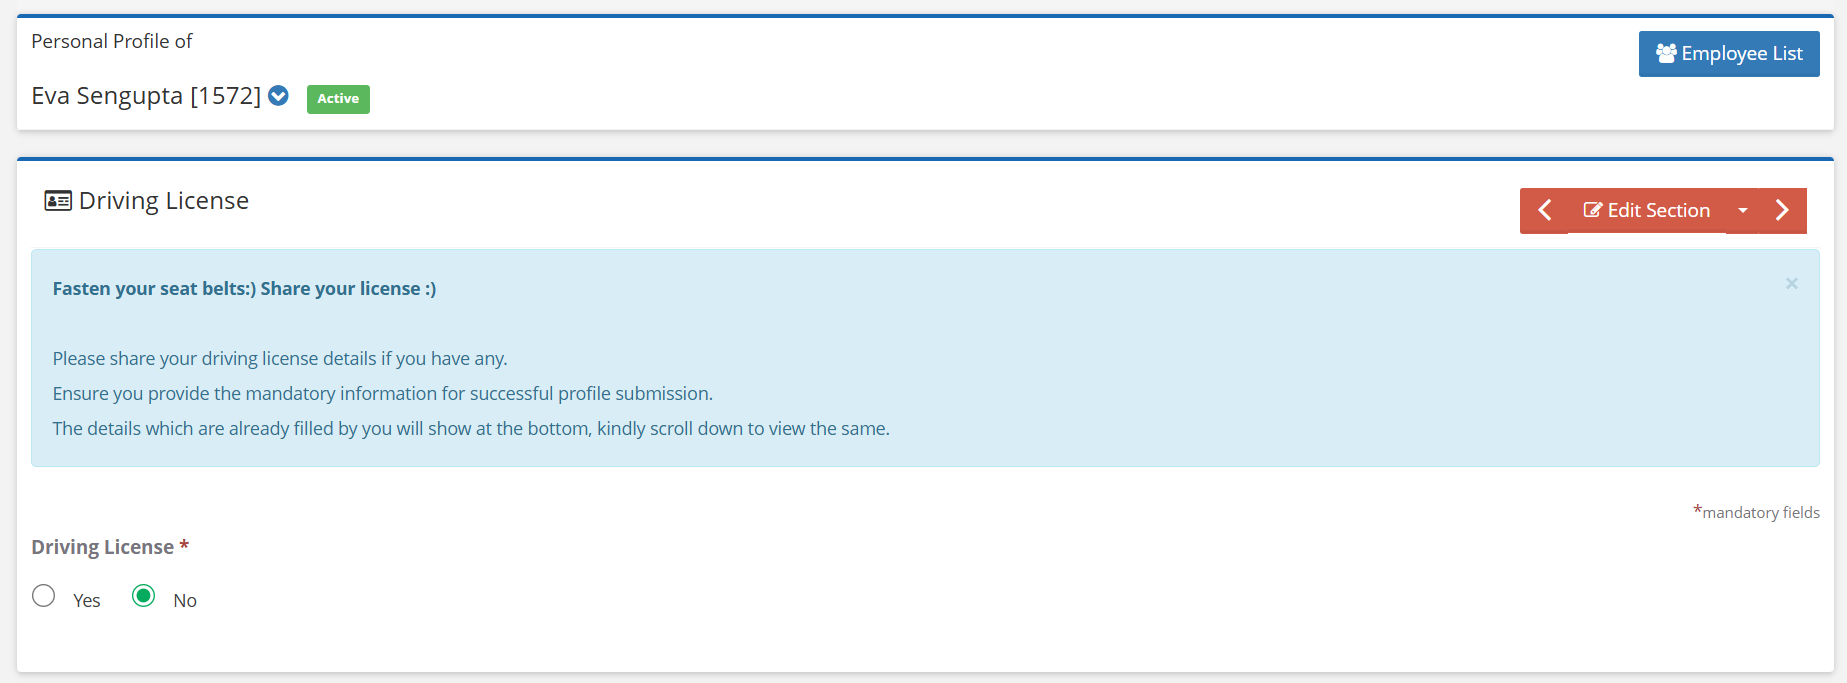 Personal Profile of
Employee List
Eva Sengupta [1572]
Active
Driving License
Edit Section
Fasten your seat belts:) Share your license :)
×
Please share your driving license details if you have any.
Ensure you provide the mandatory information for successful profile submission.
The details which are already filled by you will show at the bottom, kindly scroll down to view the same.
*mandatory fields
Driving License *
Yes
No